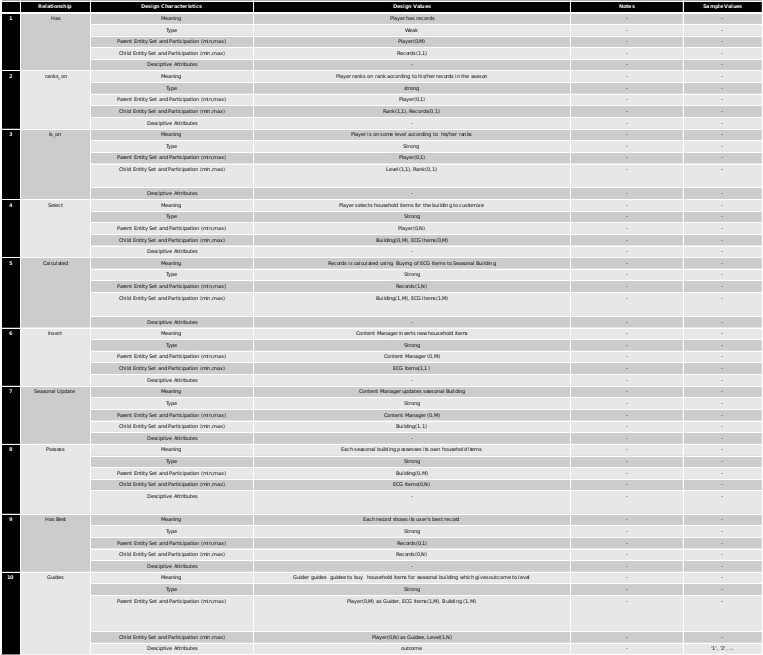 Relationship Design Characteristics Design Values Notes Sample Values
1 Has Meaning Player has records - -
Type Weak - -
Parent Entity Set and Participation (min,max) Player(0,M) - -
Child Entity Set and Participation (min,max) Records(1,1) - -
Desciptive Attributes - - -
2 ranks_on Meaning Player ranks on rank according to his/her records in the season - -
Type strong - -
Parent Entity Set and Participation (min,max) Player(0,1) - -
Child Entity Set and Participation (min,max) Rank(1,1), Records(0,1) - -
Desciptive Attributes - - -
3 Is_on Meaning Player is on some level according to his/her ranks - -
Type Strong - -
Parent Entity Set and Participation (min,max) Player(0,1) - -
Child Entity Set and Participation (min,max) Level(1,1), Rank(0,1) - -
Desciptive Attributes - - -
4 Select Meaning Player selects household items for the building to customize - -
Type Strong - -
Parent Entity Set and Participation (min,max) Player(0,N) - -
Child Entity Set and Participation (min,max) Building(0,M), ECG Items(0,M) - -
Desciptive Attributes - - -
5 Calculated Meaning Records is calculated using Buying of ECG Items to Seasonal Building - -
Type Strong - -
Parent Entity Set and Participation (min,max) Records(1,N) - -
Child Entity Set and Participation (min,max) Building(1,M), ECG Items(1,M) - -
Desciptive Attributes - - -
6 Insert Meaning Content Manager inserts new household items - -
Type Strong - -
Parent Entity Set and Participation (min,max) Content Manager (0,M) - -
Child Entity Set and Participation (min,max) ECG Items(1,1) - -
Desciptive Attributes - - -
7 Seasonal Update Meaning Content Manager updates seasonal Building - -
Type Strong - -
Parent Entity Set and Participation (min,max) Content Manager (0,M) - -
Child Entity Set and Participation (min,max) Building(1,1) - -
Desciptive Attributes - - -
8 Possess Meaning Each seasonal building possesses its own household items - -
Type Strong - -
Parent Entity Set and Participation (min,max) Building(0,M) - -
Child Entity Set and Participation (min,max) ECG Items(0,N) - -
Desciptive Attributes - - -
9 Has Best Meaning Each record shows its user's best record - -
Type Strong - -
Parent Entity Set and Participation (min,max) Records(0,1) - -
Child Entity Set and Participation (min,max) Records(0,N) - -
Desciptive Attributes - - -
10 Guides Meaning Guider guides guidee to buy household items for seasonal building which gives outcome to level - -
Type Strong - -
Parent Entity Set and Participation (min,max) Player(0,M) as Guider, ECG Items(1,M), Building (1,M) - -
Child Entity Set and Participation (min,max) Player(0,N) as Guidee, Level(1,N) - -
Desciptive Attributes outcome - '1', '2', ...